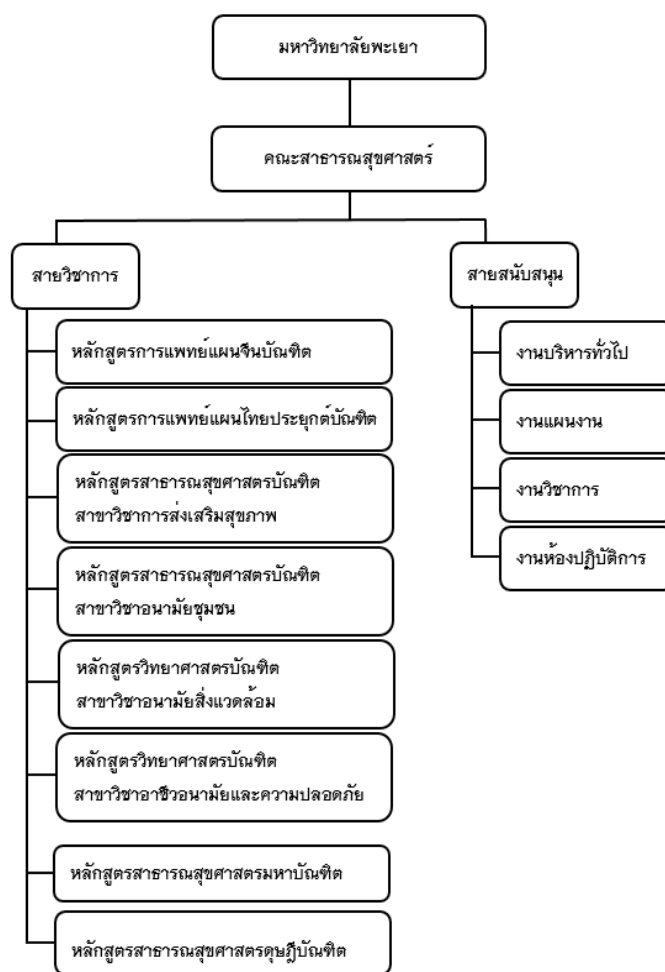 มหาวิทยาลัยพะเยา
คณะสาธารณสุขศาสตร์
สายวิชาการ
หลักสูตรการแพทย์แผนจีนบัณฑิต
หลักสูตรการแพทย์แผนไทยประยุกต์บัณฑิต
หลักสูตรสาธารณสุขศาสตรบัณฑิต
สาขาวิชาการส่งเสริมสุขภาพ
หลักสูตรสาธารณสุขศาสตรบัณฑิต
สาขาวิชาอนามัยชุมชน
หลักสูตรวิทยาศาสตรบัณฑิต
สาขาวิชาอนามัยสิ่งแวดล้อม
หลักสูตรวิทยาศาสตรบัณฑิต
สาขาวิชาอาชีวอนามัยและความปลอดภัย
หลักสูตรสาธารณสุขศาสตรมหาบัณฑิต
หลักสูตรสาธารณสุขศาสตรดุษฎีบัณฑิต
สายสนับสนุน
งานบริหารทั่วไป
งานแผนงาน
งานวิชาการ
งานห้องปฏิบัติการ